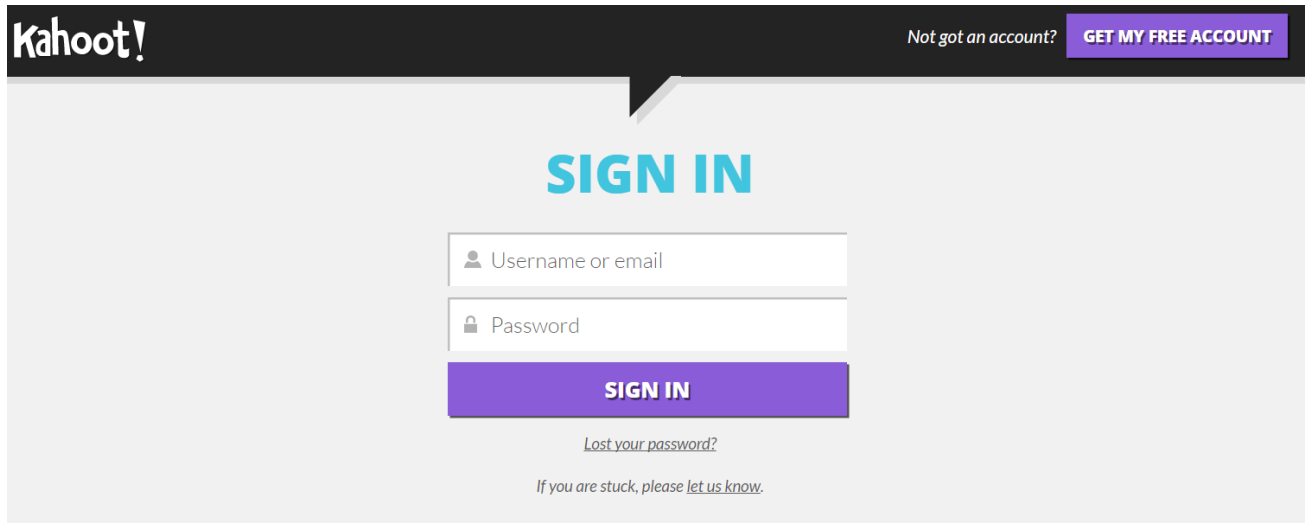 Kahoot!
Not got an account? GET MY FREE ACCOUNT
SIGN IN
Username or email
Password
SIGN IN
Lost your password?
If you are stuck, please let us know.